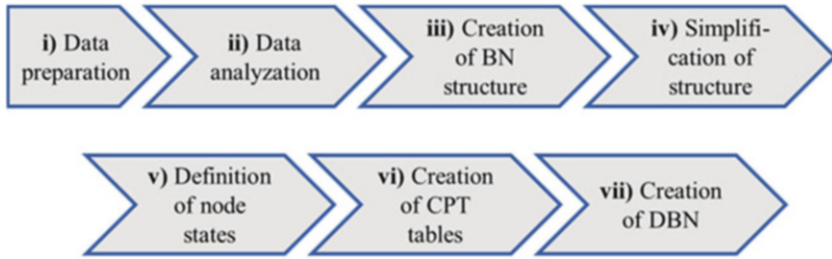 i) Data
preparation
ii) Data
analyzation
iii) Creation
of BN
structure
iv) Simplifi-
cation of
structure
v) Definition
of node
states
vi) Creation
of CPT
tables
vii) Creation
of DBN